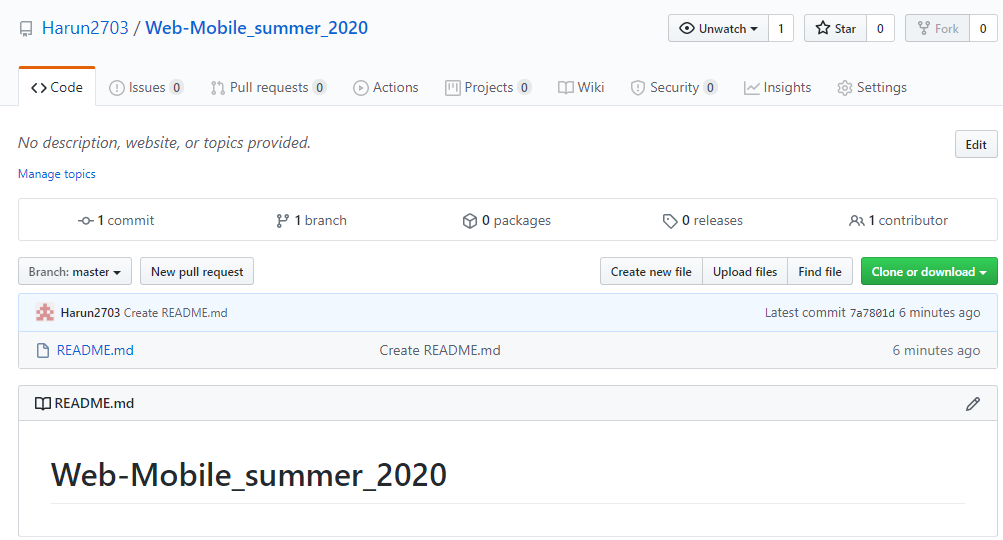 Harun2703 / Web-Mobile_summer_2020 Unwatch 1 Star 0 Fork 0
Code Issues 0 Pull requests 0 Actions Projects 0 Wiki Security 0 Insights Settings
No description, website, or topics provided. Edit
Manage topics
1 commit 1 branch 0 packages 0 releases 1 contributor
Branch: master New pull request Create new file Upload files Find file Clone or download
Harun2703 Create README.md Latest commit 7a7801d 6 minutes ago
README.md Create README.md 6 minutes ago
README.md
Web-Mobile_summer_2020